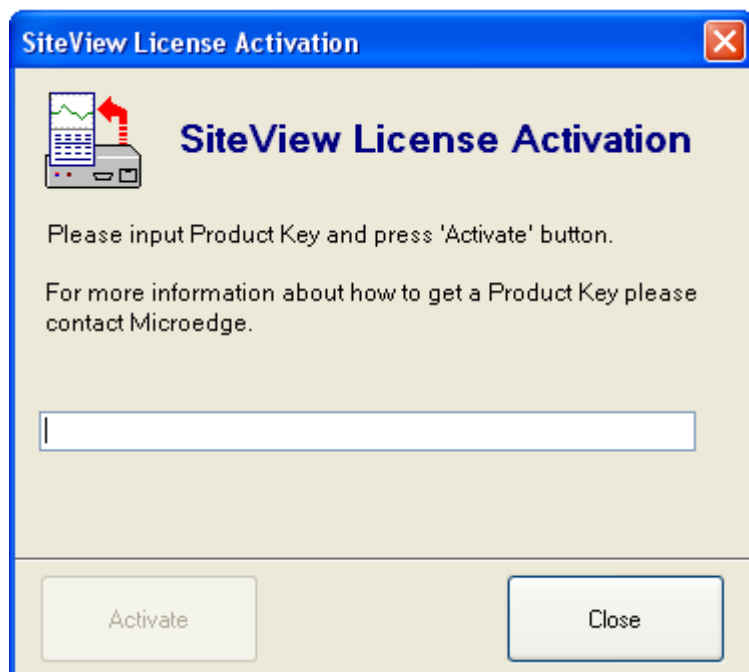 SiteView License Activation
SiteView License Activation
Please input Product Key and press 'Activate' button.
For more information about how to get a Product Key please
contact Microedge.
Activate
Close